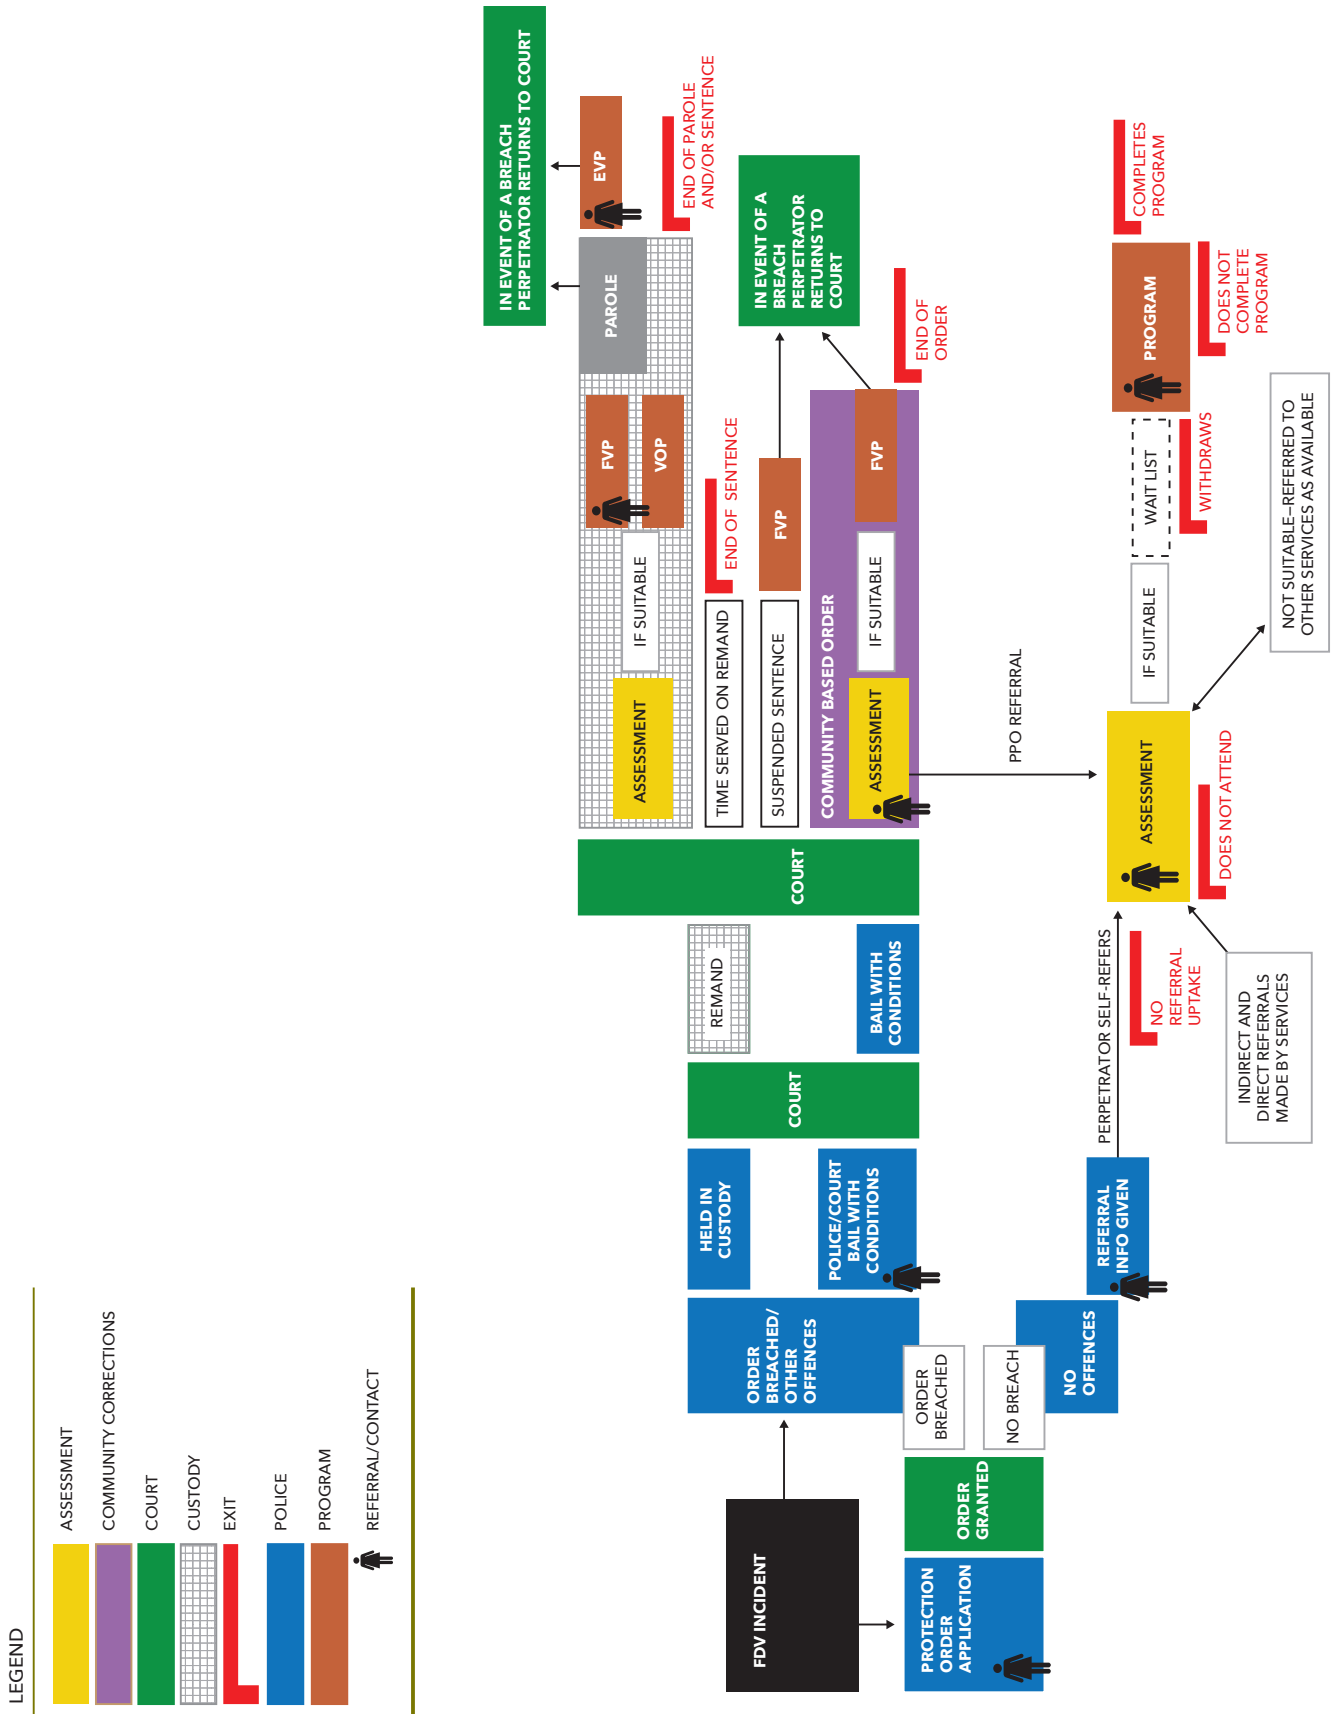 LEGEND
ASSESSMENT
COMMUNITY CORRECTIONS
COURT
CUSTODY
EXIT
POLICE
PROGRAM
REFERRAL/CONTACT
FDV INCIDENT
PROTECTION
ORDER
APPLICATION
ORDER
GRANTED
ORDER
BREACHED
NO BREACH
ORDER
BREACHED/
OTHER
OFFENCES
NO
OFFENCES
HELD IN
CUSTODY
POLICE/COURT
BAIL WITH
CONDITIONS
REFERRAL
INFO GIVEN
COURT
REMAND
BAIL WITH
CONDITIONS
COURT
PERPETRATOR SELF-REFERS
NO
REFERRAL
UPTAKE
INDIRECT AND
DIRECT REFERRALS
MADE BY SERVICES
ASSESSMENT
IF SUITABLE
FVP
VOP
PAROLE
EVP
IN EVENT OF A BREACH
PERPETRATOR RETURNS TO COURT
END OF PAROLE
AND/OR SENTENCE
TIME SERVED ON REMAND
END OF SENTENCE
SUSPENDED SENTENCE
FVP
IN EVENT OF A
BREACH
PERPETRATOR
RETURNS TO
COURT
COMMUNITY BASED ORDER
ASSESSMENT
IF SUITABLE
FVP
END OF
ORDER
PPO REFERRAL
ASSESSMENT
DOES NOT ATTEND
IF SUITABLE
WAIT LIST
WITHDRAWS
PROGRAM
COMPLETES
PROGRAM
DOES NOT
COMPLETE
PROGRAM
NOT SUITABLE–REFERRED TO
OTHER SERVICES AS AVAILABLE